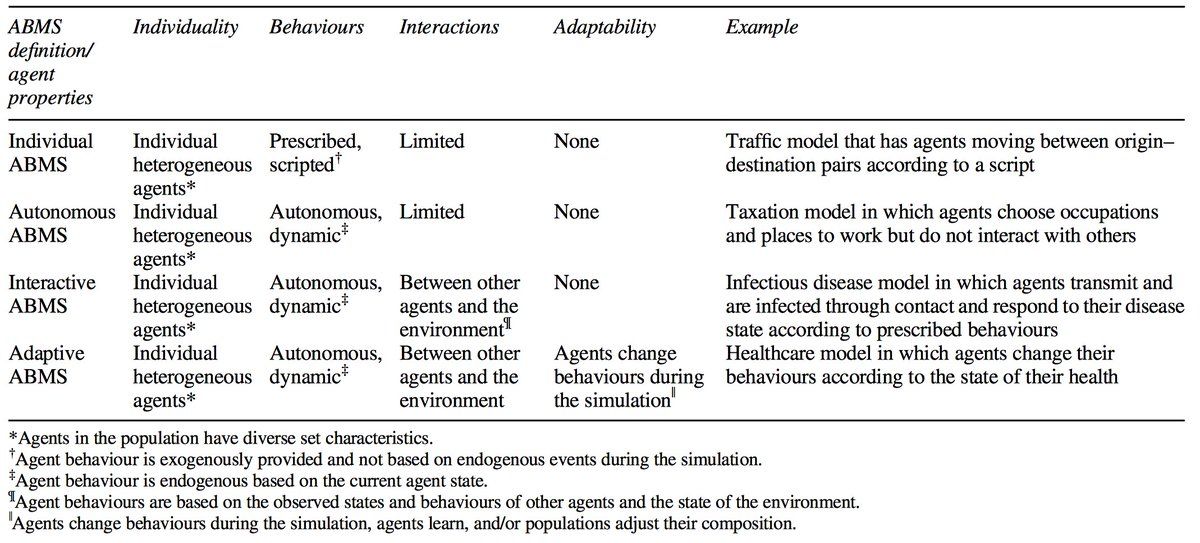 ABMS definition/ agent properties Individuality Behaviours Interactions Adaptability Example
Individual ABMS Individual heterogeneous agents* Prescribed, scripted† Limited None Traffic model that has agents moving between origin–destination pairs according to a script
Autonomous ABMS Individual heterogeneous agents* Autonomous, dynamic‡ Limited None Taxation model in which agents choose occupations and places to work but do not interact with others
Interactive ABMS Individual heterogeneous agents* Autonomous, dynamic‡ Between other agents and the environment¶ None Infectious disease model in which agents transmit and are infected through contact and respond to their disease state according to prescribed behaviours
Adaptive ABMS Individual heterogeneous agents* Autonomous, dynamic‡ Between other agents and the environment Agents change behaviours during the simulation‖ Healthcare model in which agents change their behaviours according to the state of their health
*Agents in the population have diverse set characteristics.
†Agent behaviour is exogenously provided and not based on endogenous events during the simulation.
‡Agent behaviour is endogenous based on the current agent state.
¶Agent behaviours are based on the observed states and behaviours of other agents and the state of the environment.
‖Agents change behaviours during the simulation, agents learn, and/or populations adjust their composition.